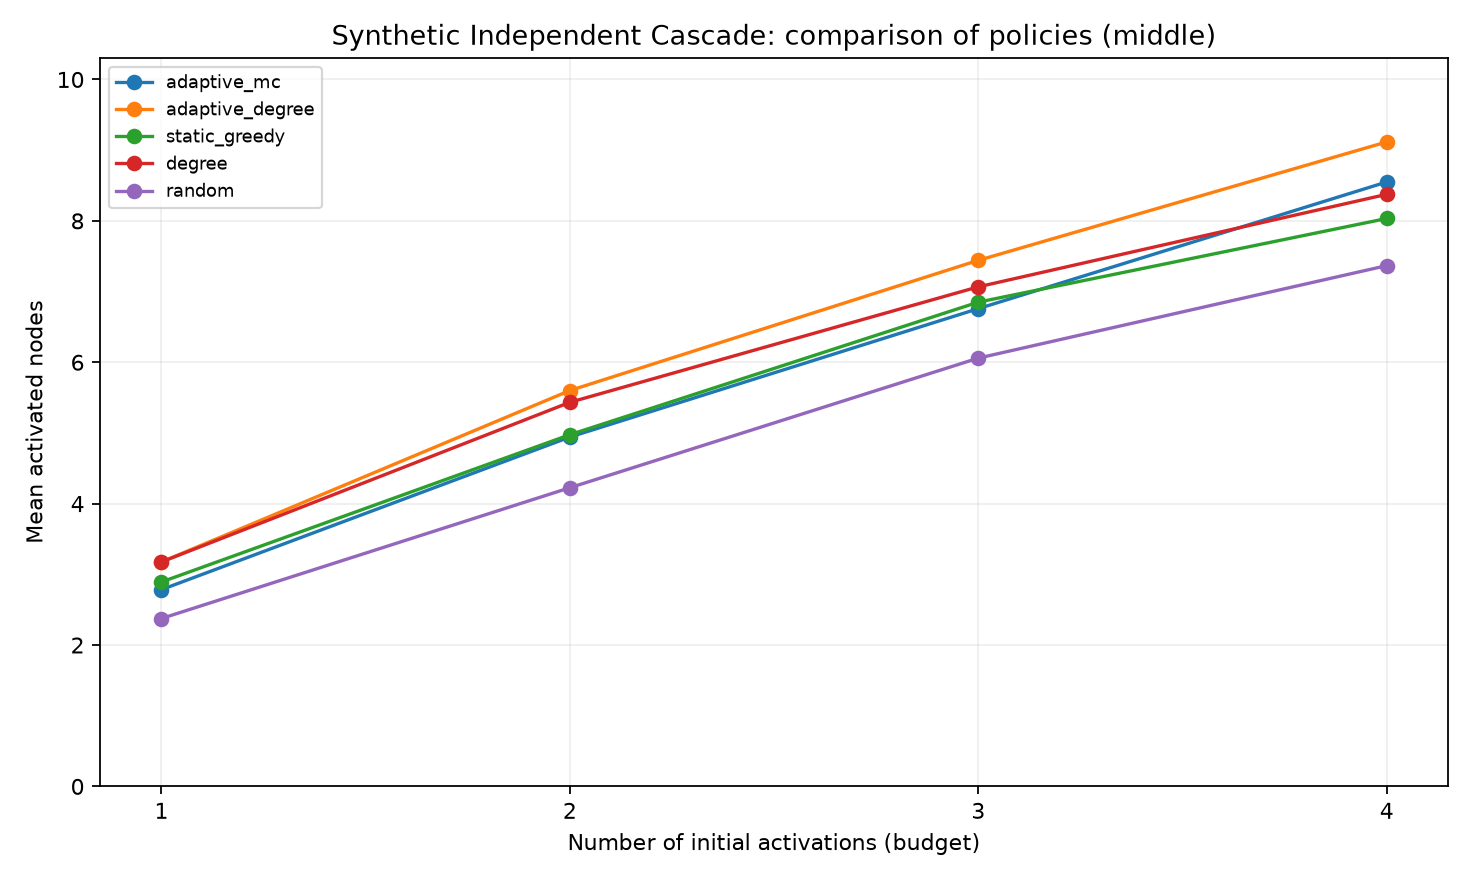 Synthetic Independent Cascade: comparison of policies (middle)
adaptive_mc
adaptive_degree
static_greedy
degree
random
Mean activated nodes
10
8
6
4
2
0
1 2 3 4
Number of initial activations (budget)